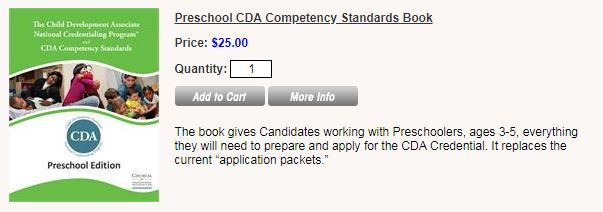 The Child Development Associate
National Credentialing Program®
and
CDA Competency Standards
CDA
Preschool Edition
COUNCIL
Preschool CDA Competency Standards Book
Price: $25.00
Quantity: 1
Add to Cart
More Info
The book gives Candidates working with Preschoolers, ages 3-5, everything
they will need to prepare and apply for the CDA Credential. It replaces the
current “application packets.”